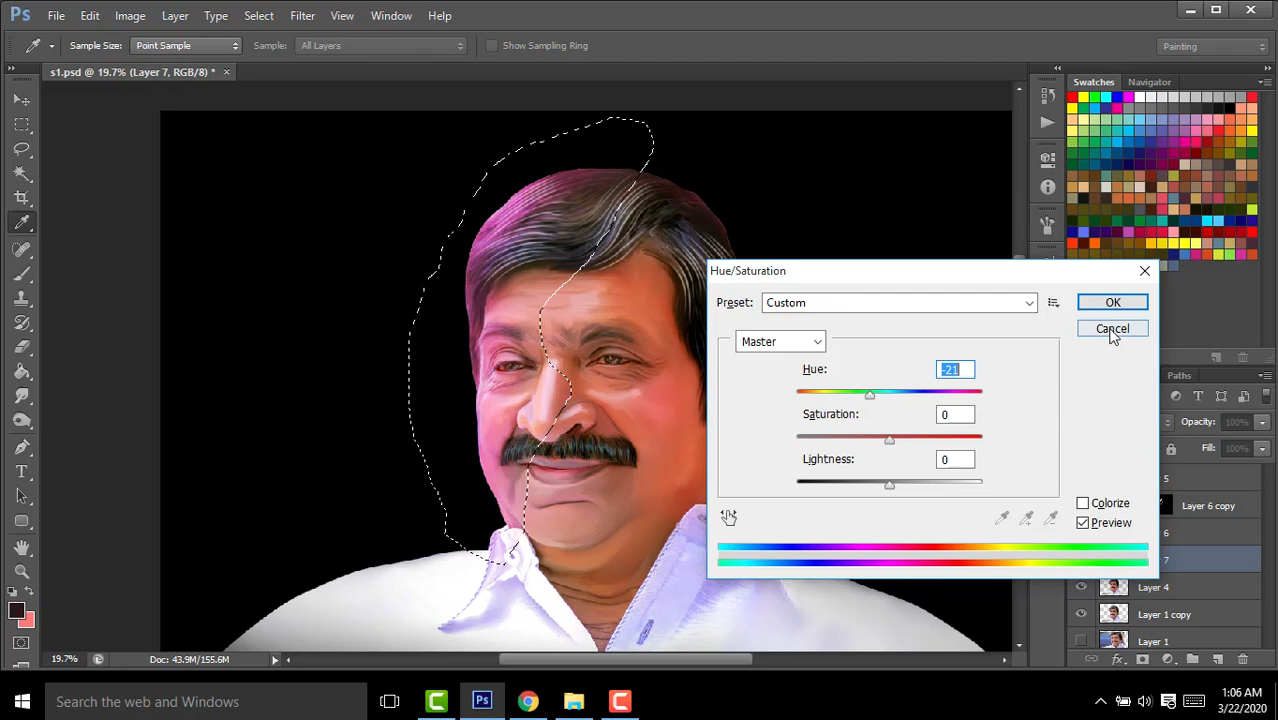 Ps File Edit Image Layer Type Select Filter View Window Help
Sample Size: Point Sample Sample: All Layers Show Sampling Ring Painting
s1.psd @ 19.7% (Layer 7, RGB/8) * ×
Swatches Navigator
Hue/Saturation
Preset: Custom OK
Cancel
Master
Hue: -21
Saturation: 0
Lightness: 0
Colorize
Preview
Paths
Opacity: 100%
Fill: 100%
5
Layer 6 copy
6
7
Layer 4
Layer 1 copy
Layer 1
19.7% Doc: 43.9M/155.6M
fx
Search the web and Windows
1:06 AM
3/22/2020